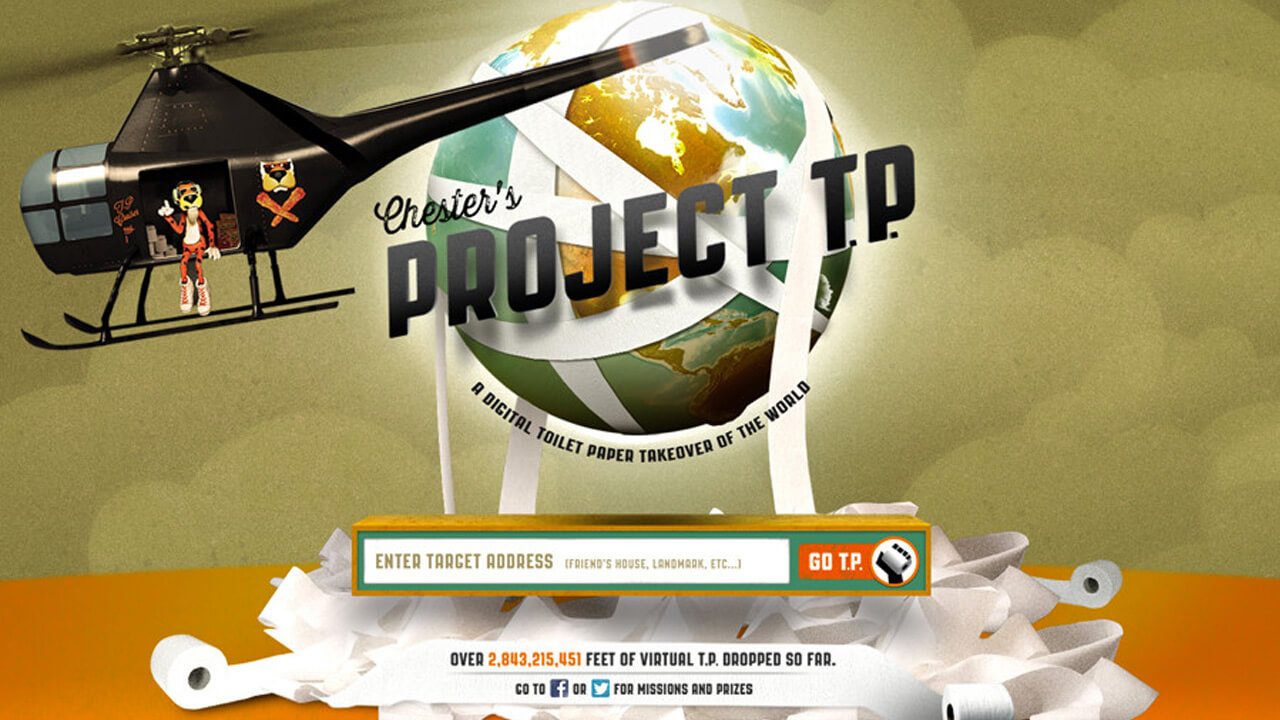 Chester's
PROJECT T.P.
A DIGITAL TOILET PAPER TAKEOVER OF THE WORLD
ENTER TARGET ADDRESS (FRIEND'S HOUSE, LANDMARK, ETC...)
GO T.P.
OVER 2,843,215,451 FEET OF VIRTUAL T.P. DROPPED SO FAR.
GO TO f OR FOR MISSIONS AND PRIZES